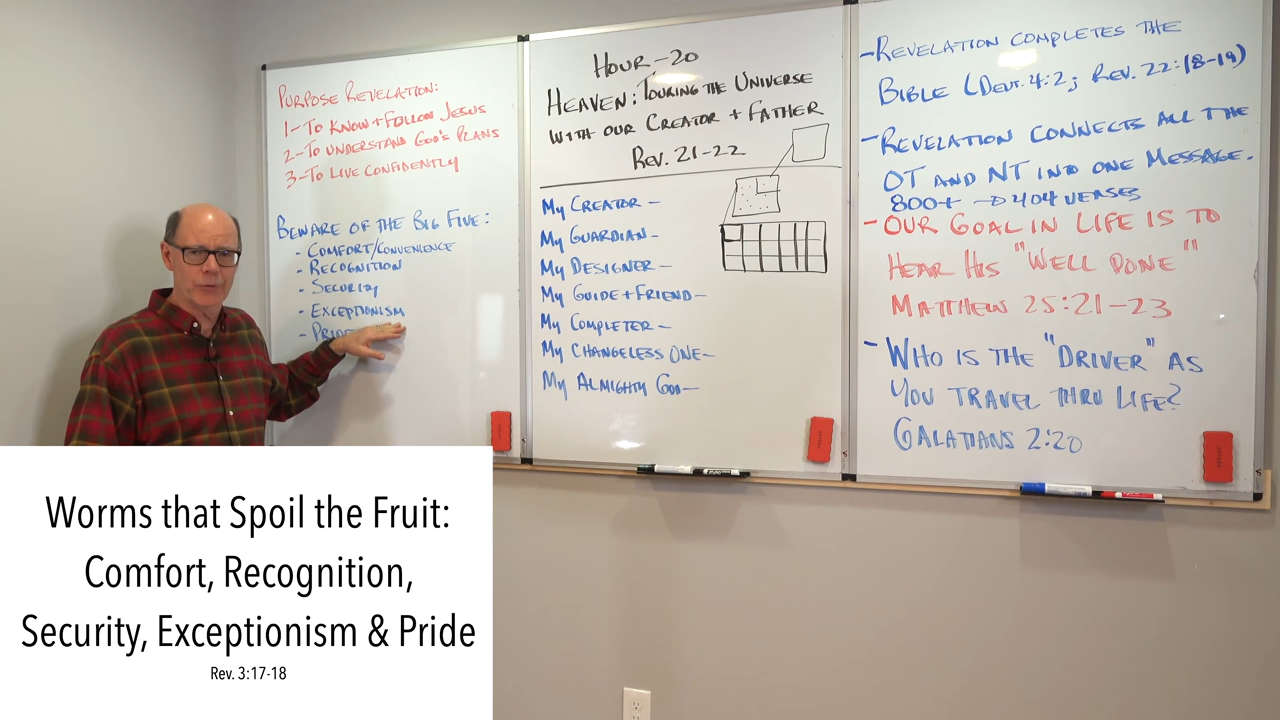 PURPOSE REVELATION:
1-TO KNOW+FOLLOW JESUS
2-TO UNDERSTAND GOD'S PLANS
3-TO LIVE CONFIDENTLY
BEWARE OF THE BIG FIVE:
- COMFORT/CONVENIENCE
- RECOGNITION
- SECURITY
- EXCEPTIONISM
- PRIDE
HOUR-20
HEAVEN: TOURING THE UNIVERSE
WITH OUR CREATOR + FATHER
REV. 21-22
MY CREATOR-
MY GUARDIAN-
MY DESIGNER-
MY GUIDE+FRIEND-
MY COMPLETER-
MY CHANGELESS ONE-
MY ALMIGHTY GOD-
-REVELATION COMPLETES THE
BIBLE (DEUT. 4:2; REV. 22:18-19)
-REVELATION CONNECTS ALL THE
OT AND NT INTO ONE MESSAGE.
800+ → 404 VERSES
- OUR GOAL IN LIFE IS TO
HEAR HIS "WELL DONE"
MATTHEW 25:21-23
- WHO IS THE "DRIVER" AS
YOU TRAVEL THRU LIFE?
GALATIANS 2:20
Worms that Spoil the Fruit:
Comfort, Recognition,
Security, Exceptionism & Pride
Rev. 3:17-18